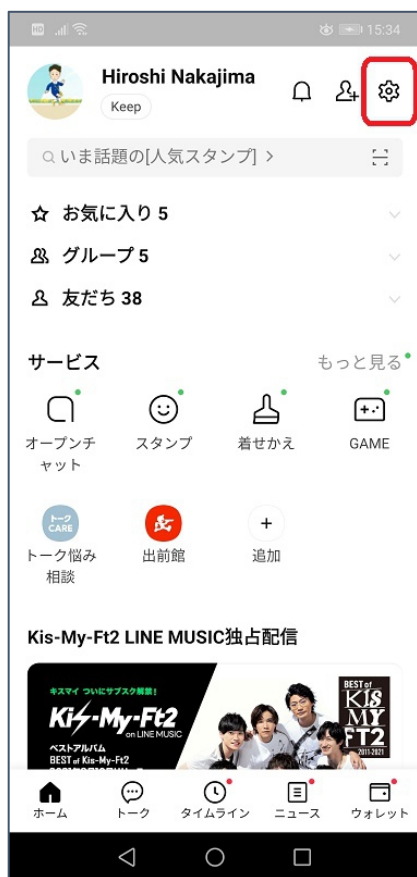 HD 15:34
Hiroshi Nakajima
Keep
いま話題の[人気スタンプ] >
お気に入り 5
グループ 5
友だち 38
サービス
もっと見る
オープンチャット
スタンプ
着せかえ
GAME
トークCARE
トーク悩み相談
出前館
追加
Kis-My-Ft2 LINE MUSIC独占配信
キスマイ ついにサブスク解禁!
Kis-My-Ft2
on LINE MUSIC
ベストアルバム
BEST of Kis-My-Ft2
BEST of
KIS
MY
FT2
2011-2021
ホーム
トーク
タイムライン
ニュース
ウォレット